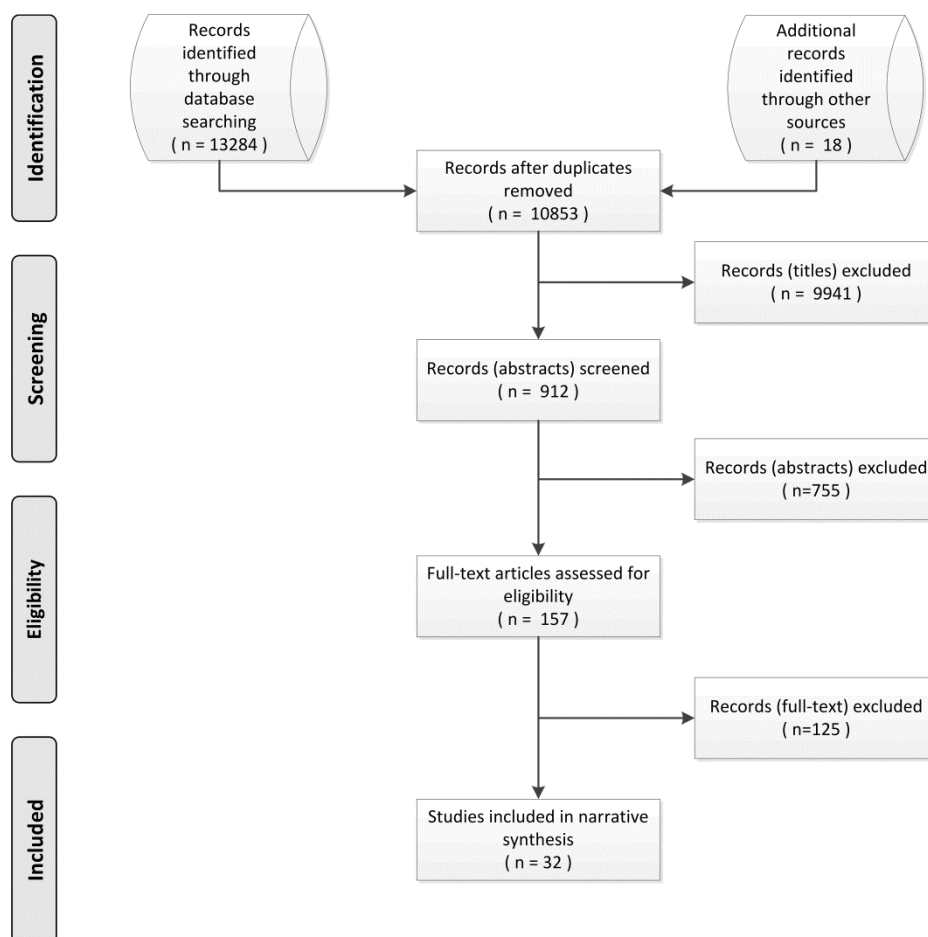 Identification
Records
identified
through
database
searching
( n = 13284 )
Additional
records
identified
through other
sources
( n =  18 )
Records after duplicates
removed
( n =  10853 )
Screening
Records (titles) excluded
( n =  9941 )
Records (abstracts) screened
( n =  912 )
Records (abstracts) excluded
( n=755 )
Eligibility
Full-text articles assessed for
eligibility
( n =  157 )
Records (full-text) excluded
( n=125 )
Included
Studies included in narrative
synthesis
( n = 32 )